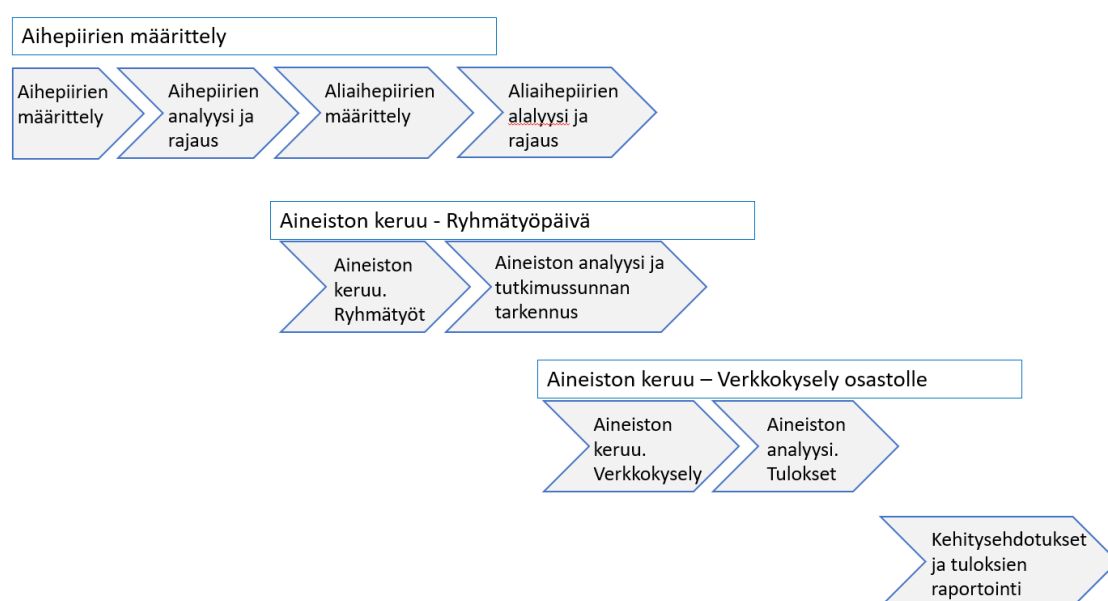 Aihepiirien määrittely
Aihepiirien
määrittely
Aihepiirien
analyysi ja
rajaus
Aliaihepiirien
määrittely
Aliaihepiirien
alalyysi ja
rajaus
Aineiston keruu - Ryhmätyöpäivä
Aineiston
keruu.
Ryhmätyöt
Aineiston analyysi ja
tutkimussunnan
tarkennus
Aineiston keruu – Verkkokysely osastolle
Aineiston
keruu.
Verkkokysely
Aineiston
analyysi.
Tulokset
Kehitysehdotukset
ja tuloksien
raportointi